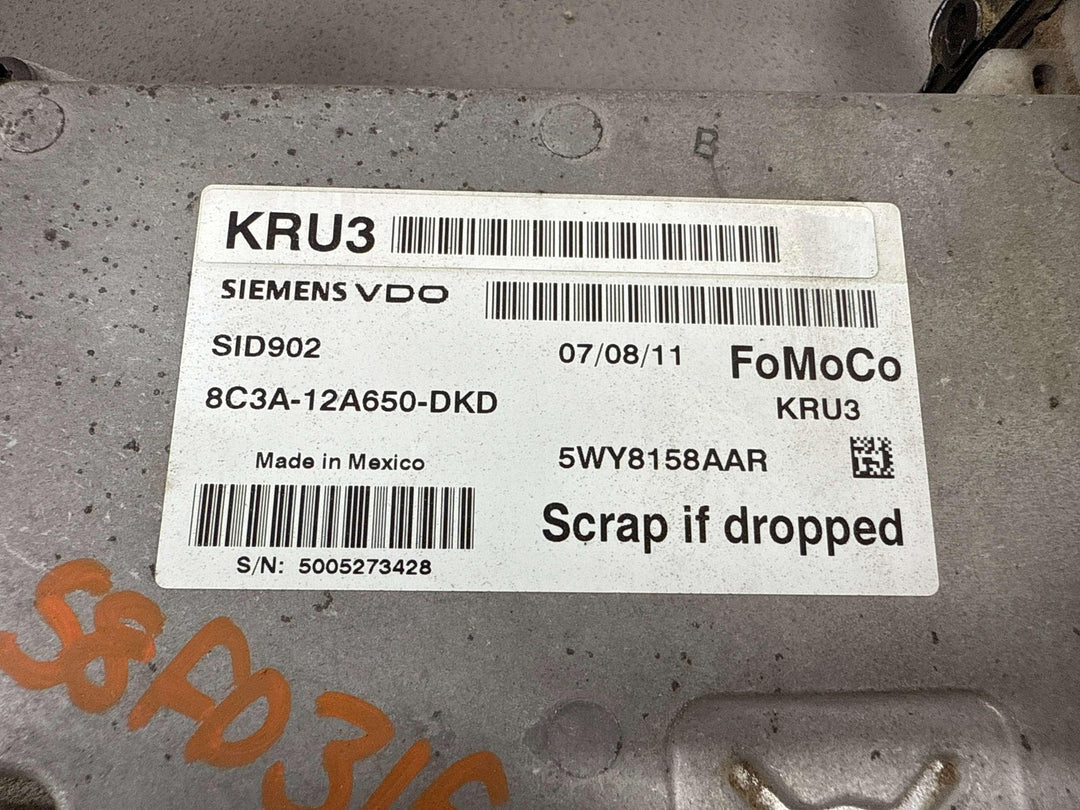 B
KRU3
SIEMENS VDO
SID902
07/08/11
FoMoCo
8C3A-12A650-DKD
KRU3
Made in Mexico
5WY8158AAR
Scrap if dropped
S/N: 5005273428